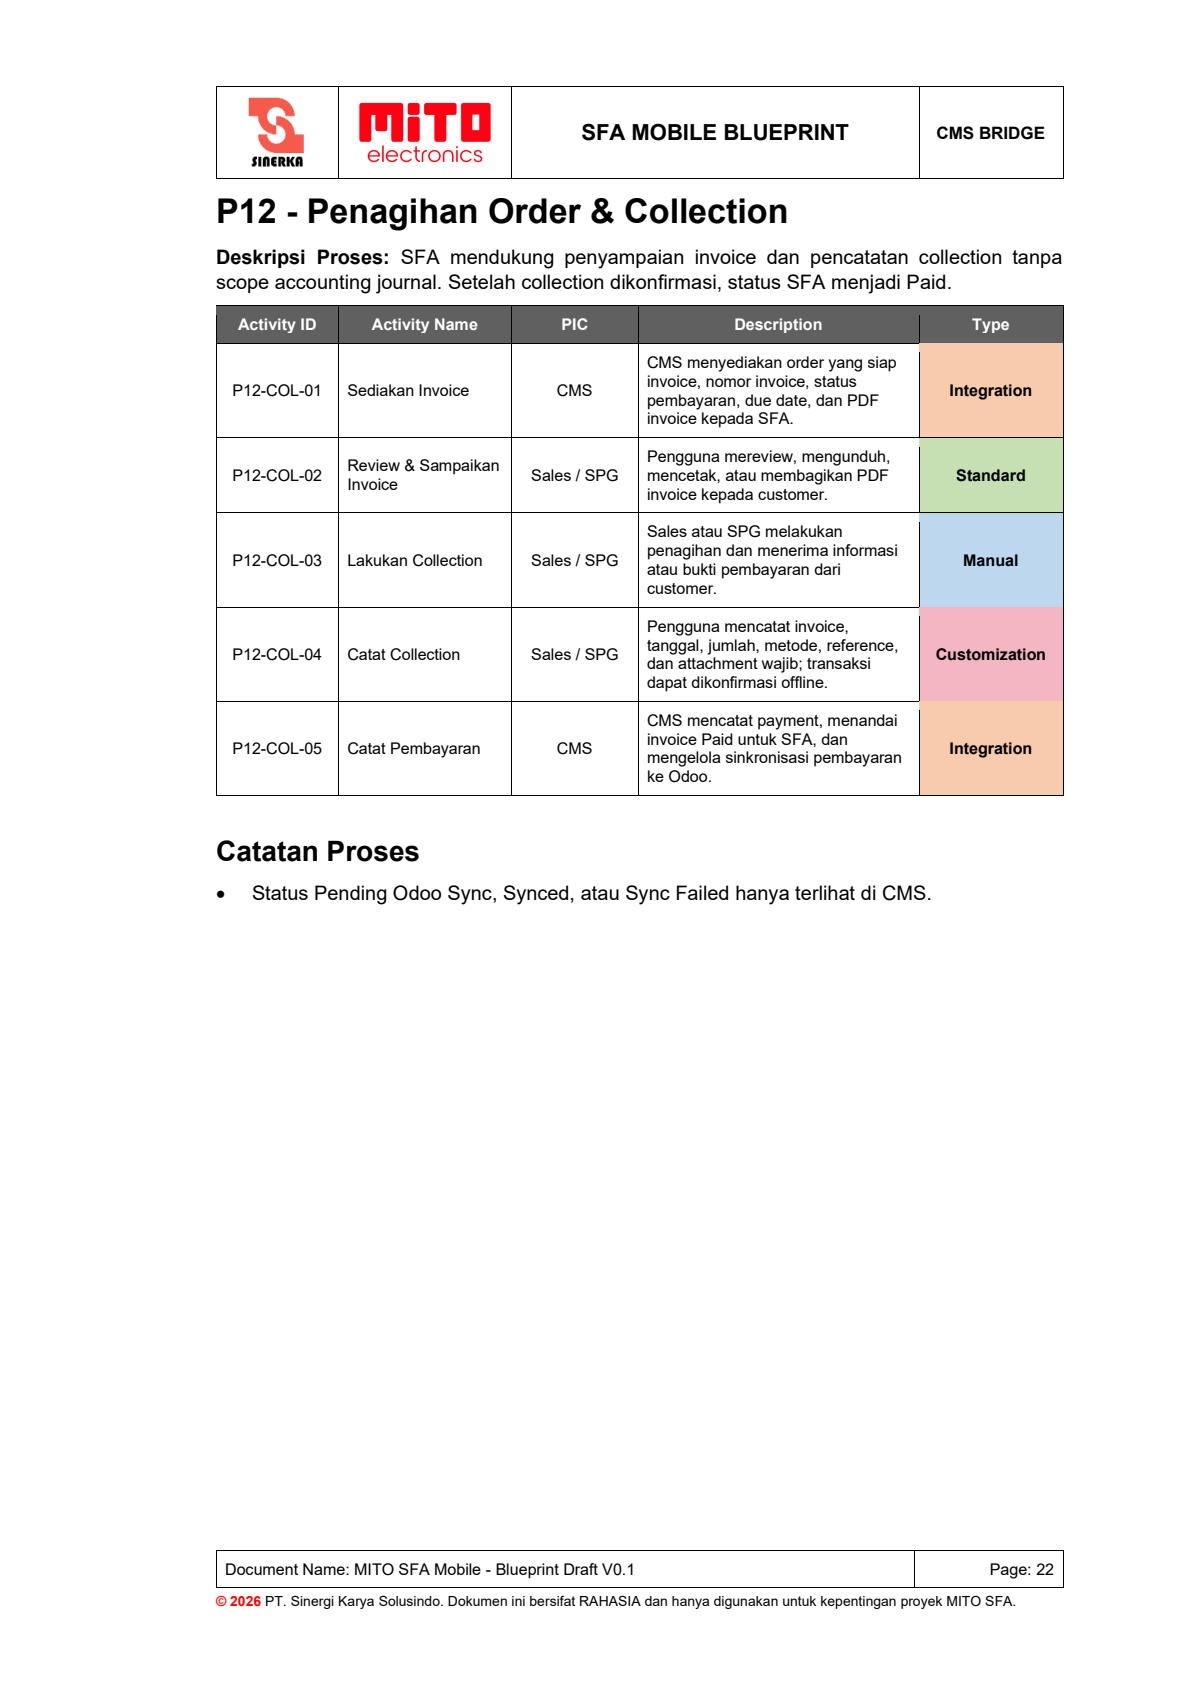 SINERKA
MiTO
electronics
SFA MOBILE BLUEPRINT
CMS BRIDGE
P12 - Penagihan Order & Collection
Deskripsi Proses: SFA mendukung penyampaian invoice dan pencatatan collection tanpa
scope accounting journal. Setelah collection dikonfirmasi, status SFA menjadi Paid.
Activity ID
Activity Name
PIC
Description
Type
P12-COL-01
Sediakan Invoice
CMS
CMS menyediakan order yang siap
invoice, nomor invoice, status
pembayaran, due date, dan PDF
invoice kepada SFA.
Integration
P12-COL-02
Review & Sampaikan
Invoice
Sales / SPG
Pengguna mereview, mengunduh,
mencetak, atau membagikan PDF
invoice kepada customer.
Standard
P12-COL-03
Lakukan Collection
Sales / SPG
Sales atau SPG melakukan
penagihan dan menerima informasi
atau bukti pembayaran dari
customer.
Manual
P12-COL-04
Catat Collection
Sales / SPG
Pengguna mencatat invoice,
tanggal, jumlah, metode, reference,
dan attachment wajib; transaksi
dapat dikonfirmasi offline.
Customization
P12-COL-05
Catat Pembayaran
CMS
CMS mencatat payment, menandai
invoice Paid untuk SFA, dan
mengelola sinkronisasi pembayaran
ke Odoo.
Integration
Catatan Proses
• Status Pending Odoo Sync, Synced, atau Sync Failed hanya terlihat di CMS.
Document Name: MITO SFA Mobile - Blueprint Draft V0.1
Page: 22
© 2026 PT. Sinergi Karya Solusindo. Dokumen ini bersifat RAHASIA dan hanya digunakan untuk kepentingan proyek MITO SFA.